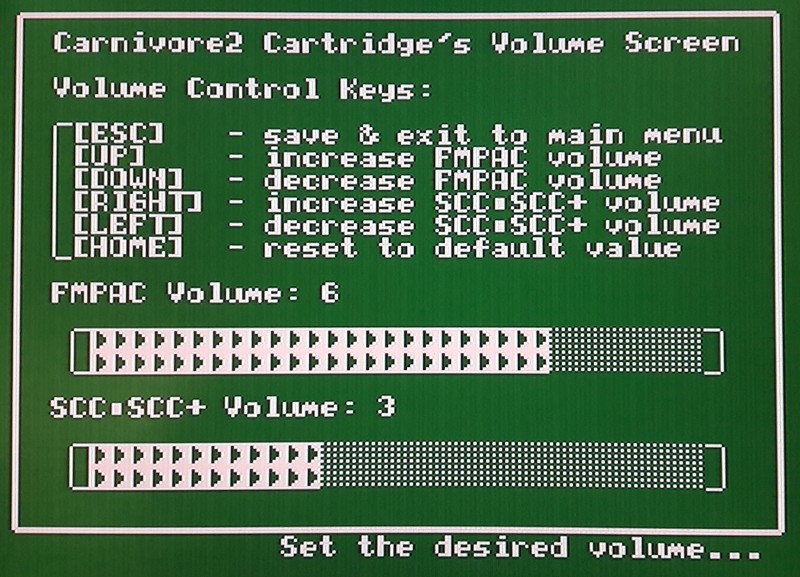 Carnivore2 Cartridge's Volume Screen
Volume Control Keys:
[ESC] - save & exit to main menu
[UP] - increase FMPAC volume
[DOWN] - decrease FMPAC volume
[RIGHT] - increase SCC▪SCC+ volume
[LEFT] - decrease SCC▪SCC+ volume
[HOME] - reset to default value
FMPAC Volume: 6
SCC▪SCC+ Volume: 3
Set the desired volume...